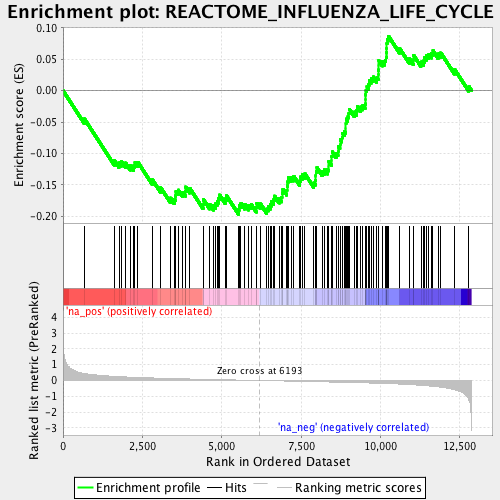 Enrichment plot: REACTOME_INFLUENZA_LIFE_CYCLE
Enrichment score (ES)
0.10
0.05
0.00
-0.05
-0.10
-0.15
-0.20
'na_pos' (positively correlated)
Ranked list metric (PreRanked)
4
3
2
1
0
-1
-2
-3
Zero cross at 6193
'na_neg' (negatively correlated)
0
2,500
5,000
7,500
10,000
12,500
Rank in Ordered Dataset
Enrichment profile
Hits
Ranking metric scores